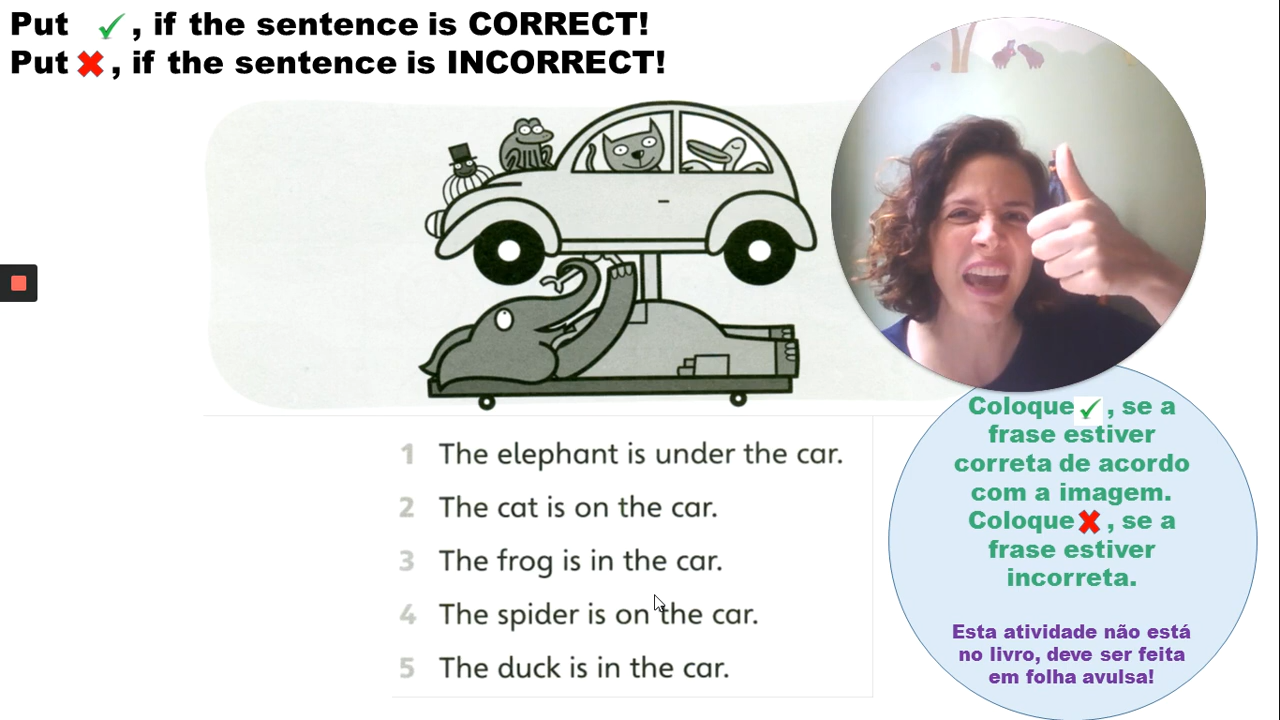 Put ✓, if the sentence is CORRECT!
Put ✗, if the sentence is INCORRECT!
1 The elephant is under the car.
2 The cat is on the car.
3 The frog is in the car.
4 The spider is on the car.
5 The duck is in the car.
Coloque ✓, se a
frase estiver
correta de acordo
com a imagem.
Coloque ✗, se a
frase estiver
incorreta.
Esta atividade não está
no livro, deve ser feita
em folha avulsa!